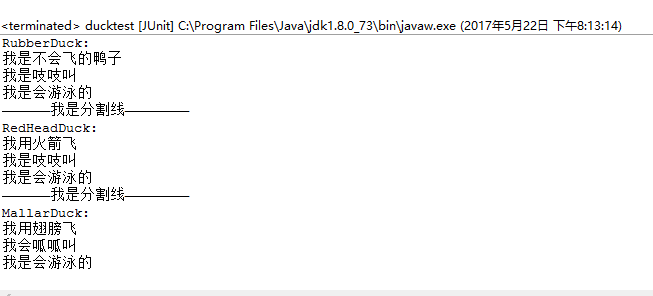 <terminated> ducktest [JUnit] C:\Program Files\Java\jdk1.8.0_73\bin\javaw.exe (2017年5月22日 下午8:13:14)
RubberDuck:
我是不会飞的鸭子
我是吱吱叫
我是会游泳的
——————我是分割线————————
RedHeadDuck:
我用火箭飞
我是吱吱叫
我是会游泳的
——————我是分割线————————
MallarDuck:
我用翅膀飞
我会呱呱叫
我是会游泳的